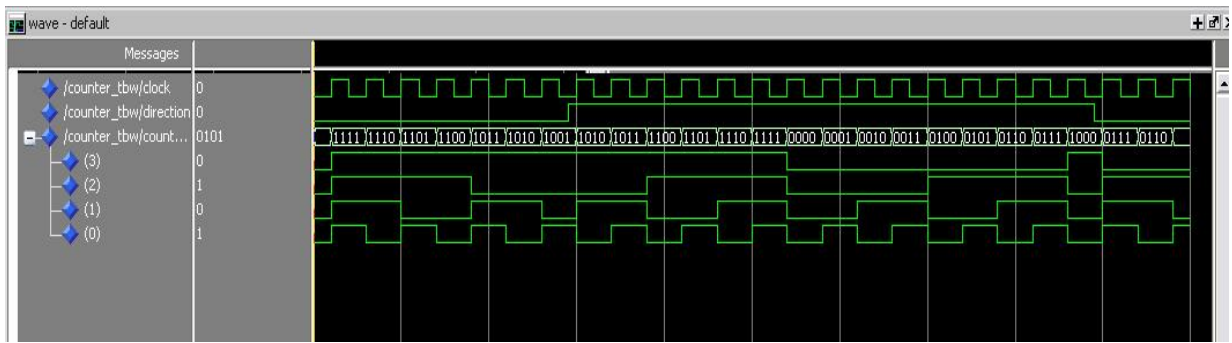 wave - default
Messages
/counter_tbw/clock 0
/counter_tbw/direction 0
/counter_tbw/count... 0101 1111 1110 1101 1100 1011 1010 1001 1010 1011 1100 1101 1110 1111 0000 0001 0010 0011 0100 0101 0110 0111 1000 0111 0110
(3) 0
(2) 1
(1) 0
(0) 1